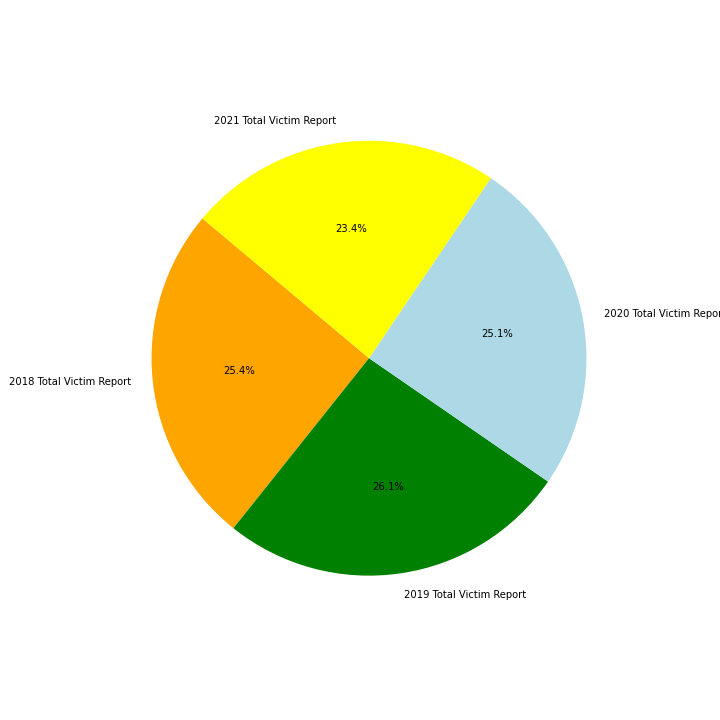 2021 Total Victim Report
23.4%
2020 Total Victim
25.1%
25.4%
2018 Total Victim Report
26.1%
2019 Total Victim Report